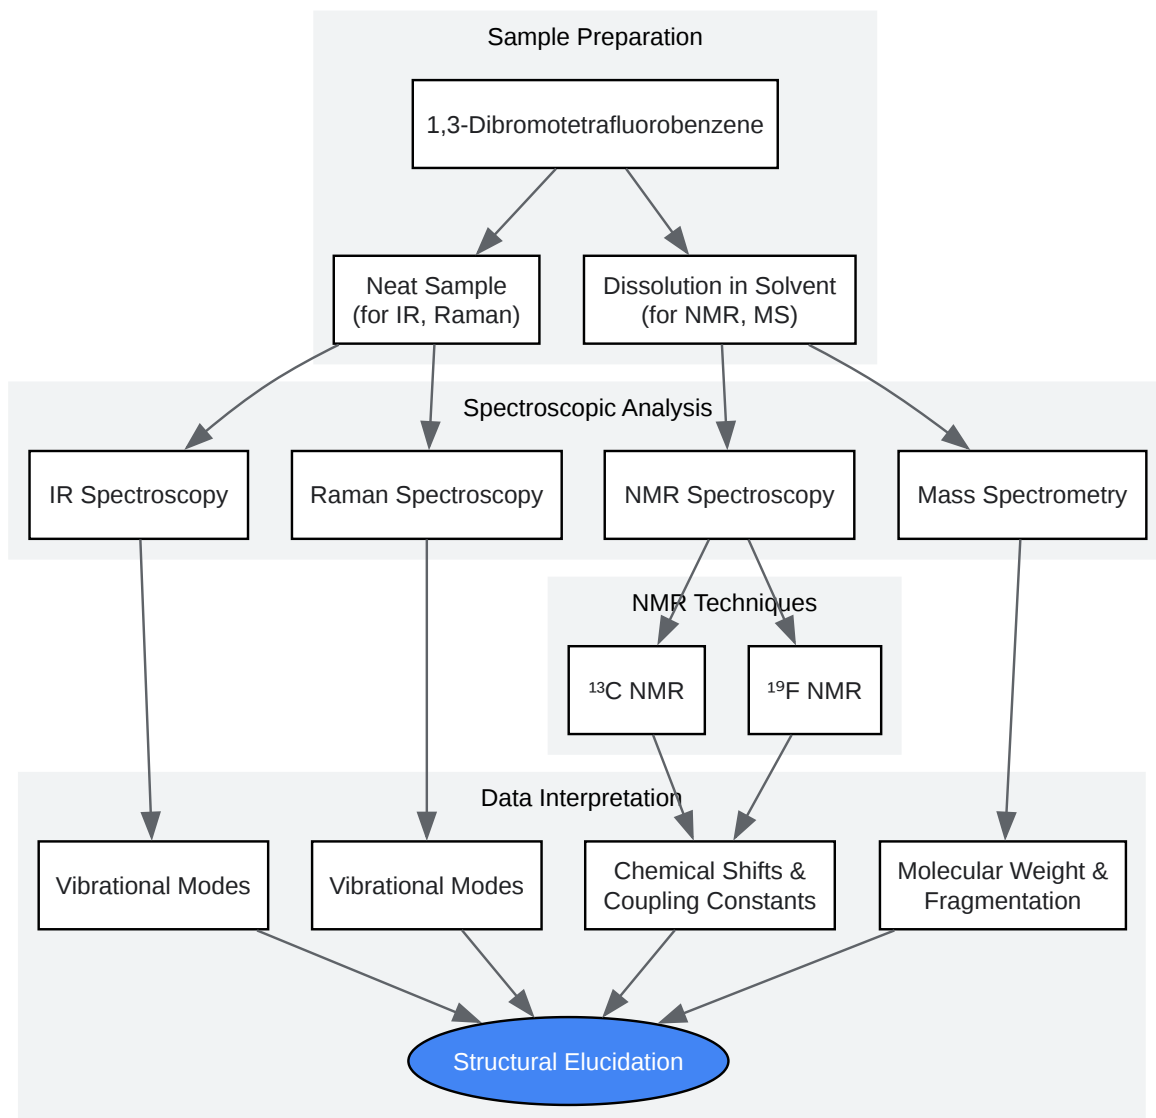 Sample Preparation
1,3-Dibromotetrafluorobenzene
Neat Sample
(for IR, Raman)
Dissolution in Solvent
(for NMR, MS)
Spectroscopic Analysis
IR Spectroscopy
Raman Spectroscopy
NMR Spectroscopy
Mass Spectrometry
NMR Techniques
¹³C NMR
¹⁹F NMR
Data Interpretation
Vibrational Modes
Vibrational Modes
Chemical Shifts &
Coupling Constants
Molecular Weight &
Fragmentation
Structural Elucidation